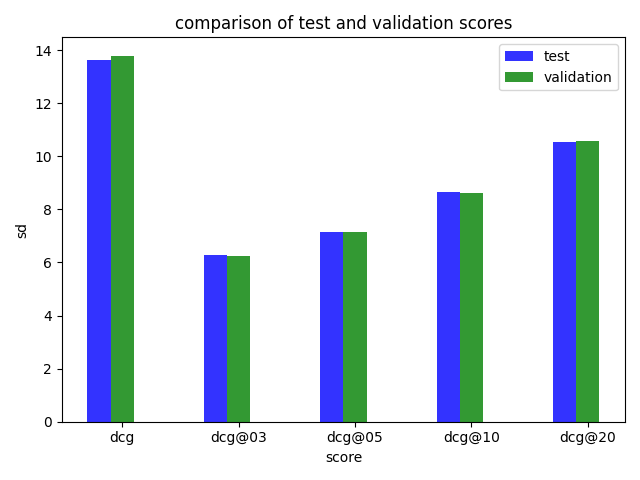 comparison of test and validation scores
test
validation
14
12
10
8
6
4
2
0
sd
dcg
dcg@03
dcg@05
dcg@10
dcg@20
score